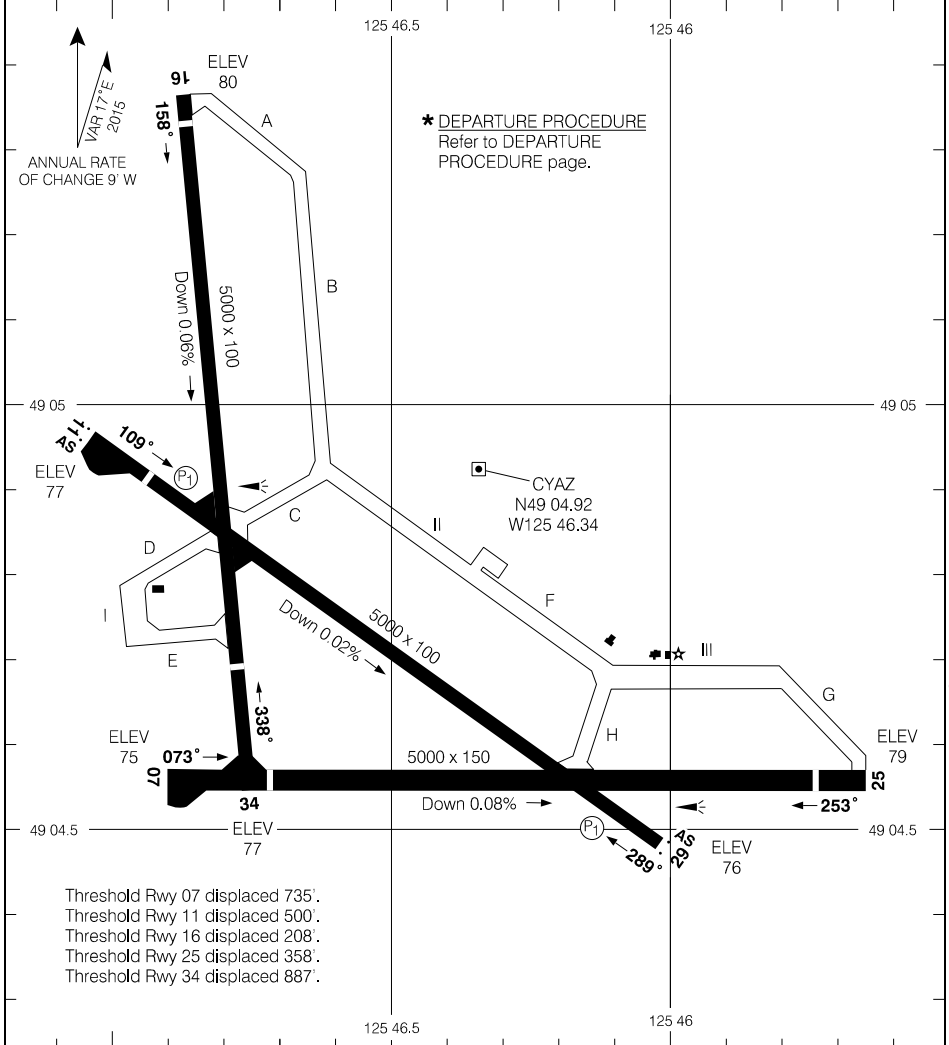 125 46.5
125 46
VAR 17°E
2015
ANNUAL RATE
OF CHANGE 9' W
16
ELEV
80
158°
A
* DEPARTURE PROCEDURE
Refer to DEPARTURE
PROCEDURE page.
B
Down 0.06%
5000 x 100
49 05
49 05
11
AS
109°
P1
ELEV
77
CYAZ
N49 04.92
W125 46.34
C
II
D
I
E
F
5000 x 100
Down 0.02%
III
G
H
338°
ELEV
75
073°
07
34
5000 x 150
Down 0.08%
ELEV
79
25
253°
49 04.5
49 04.5
ELEV
77
P1
289°
AS
29
ELEV
76
Threshold Rwy 07 displaced 735'.
Threshold Rwy 11 displaced 500'.
Threshold Rwy 16 displaced 208'.
Threshold Rwy 25 displaced 358'.
Threshold Rwy 34 displaced 887'.
125 46.5
125 46